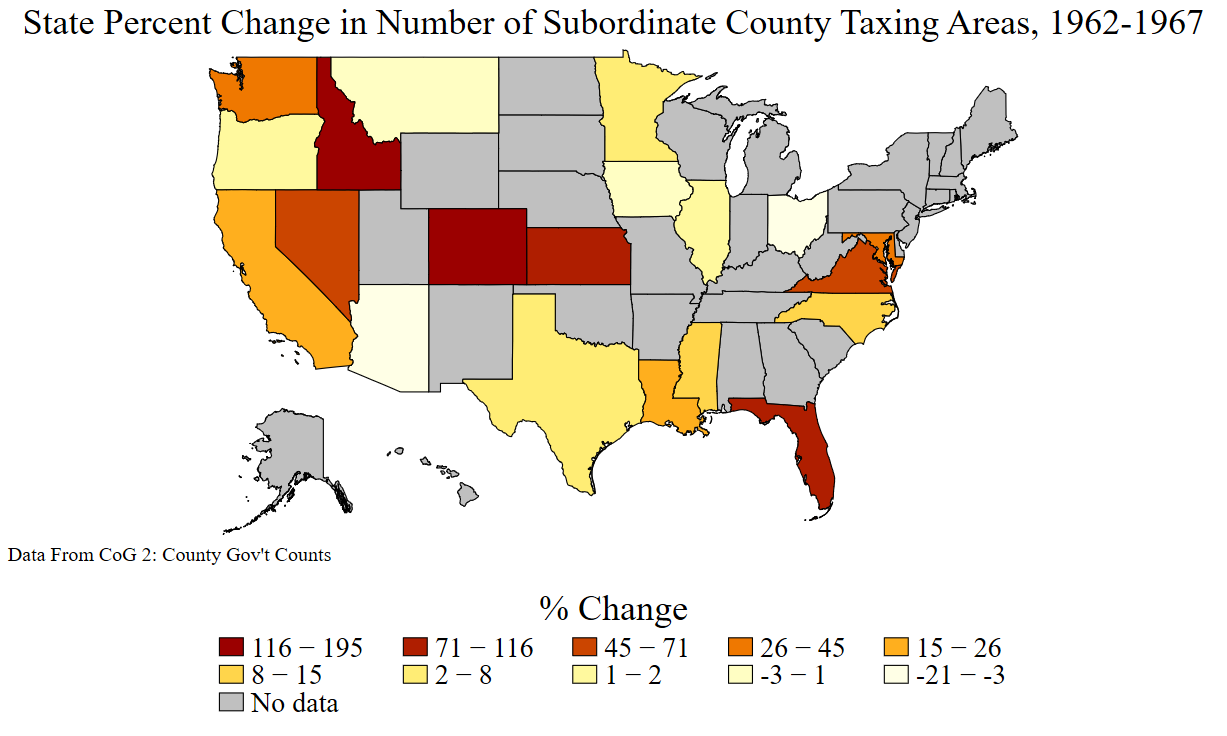 State Percent Change in Number of Subordinate County Taxing Areas, 1962-1967
Data From CoG 2: County Gov't Counts
% Change
116 − 195 71 − 116 45 − 71 26 − 45 15 − 26
8 − 15 2 − 8 1 − 2 -3 − 1 -21 − -3
No data